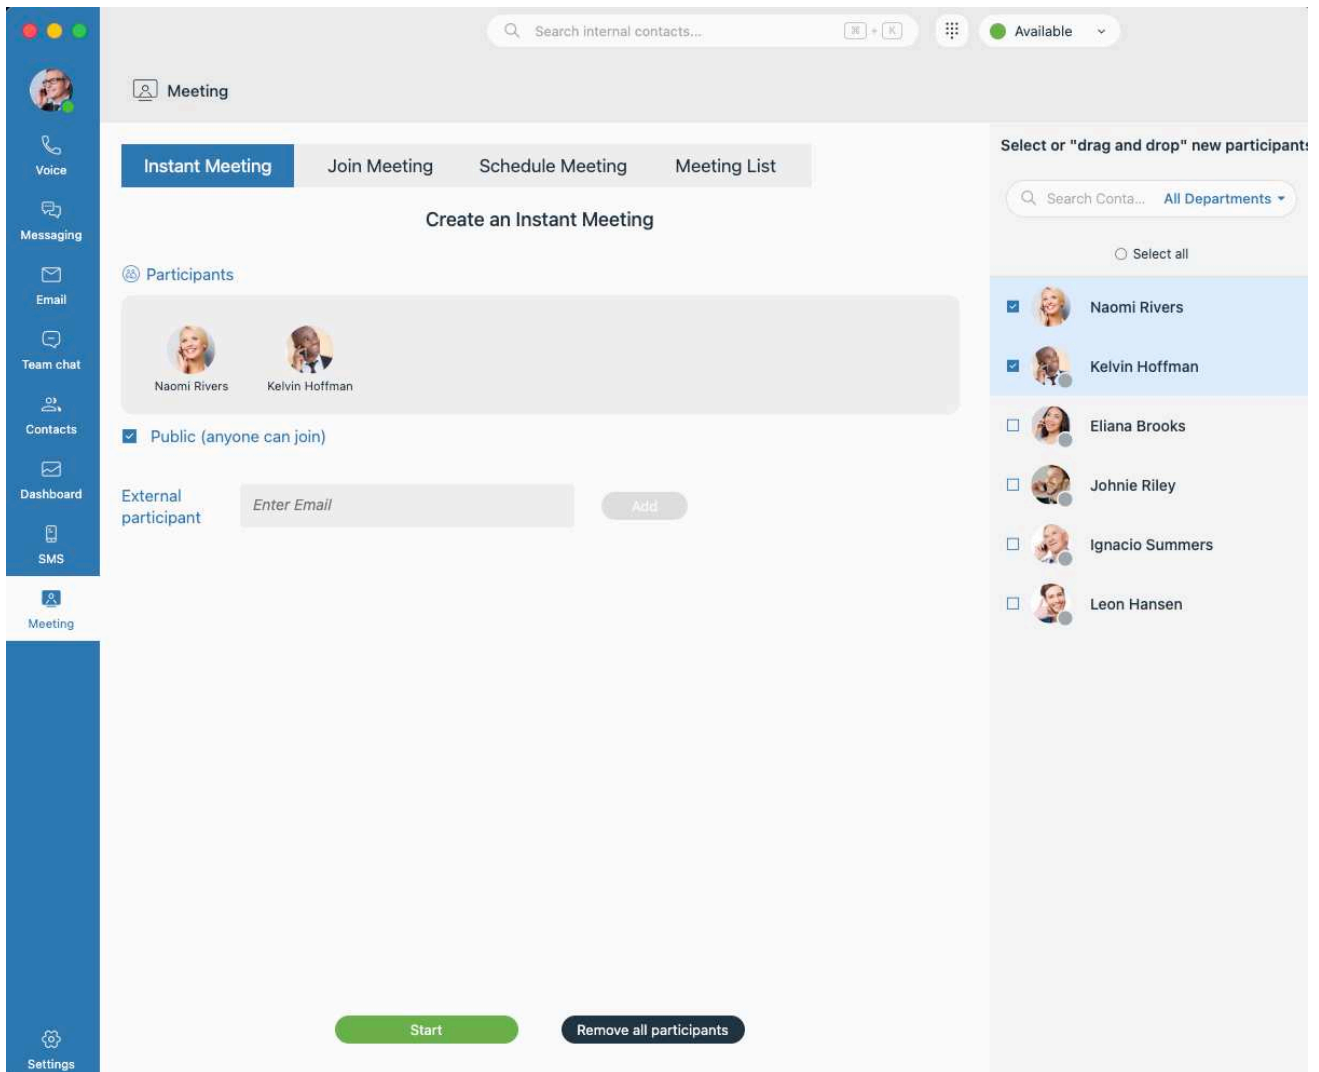 Search internal contacts...
⌘ + K
Available
Meeting
Voice
Messaging
Email
Team chat
Contacts
Dashboard
SMS
Meeting
Settings
Instant Meeting
Join Meeting
Schedule Meeting
Meeting List
Create an Instant Meeting
Participants
Naomi Rivers
Kelvin Hoffman
Public (anyone can join)
External
participant
Enter Email
Add
Start
Remove all participants
Select or "drag and drop" new participants
Search Conta...
All Departments
Select all
Naomi Rivers
Kelvin Hoffman
Eliana Brooks
Johnie Riley
Ignacio Summers
Leon Hansen